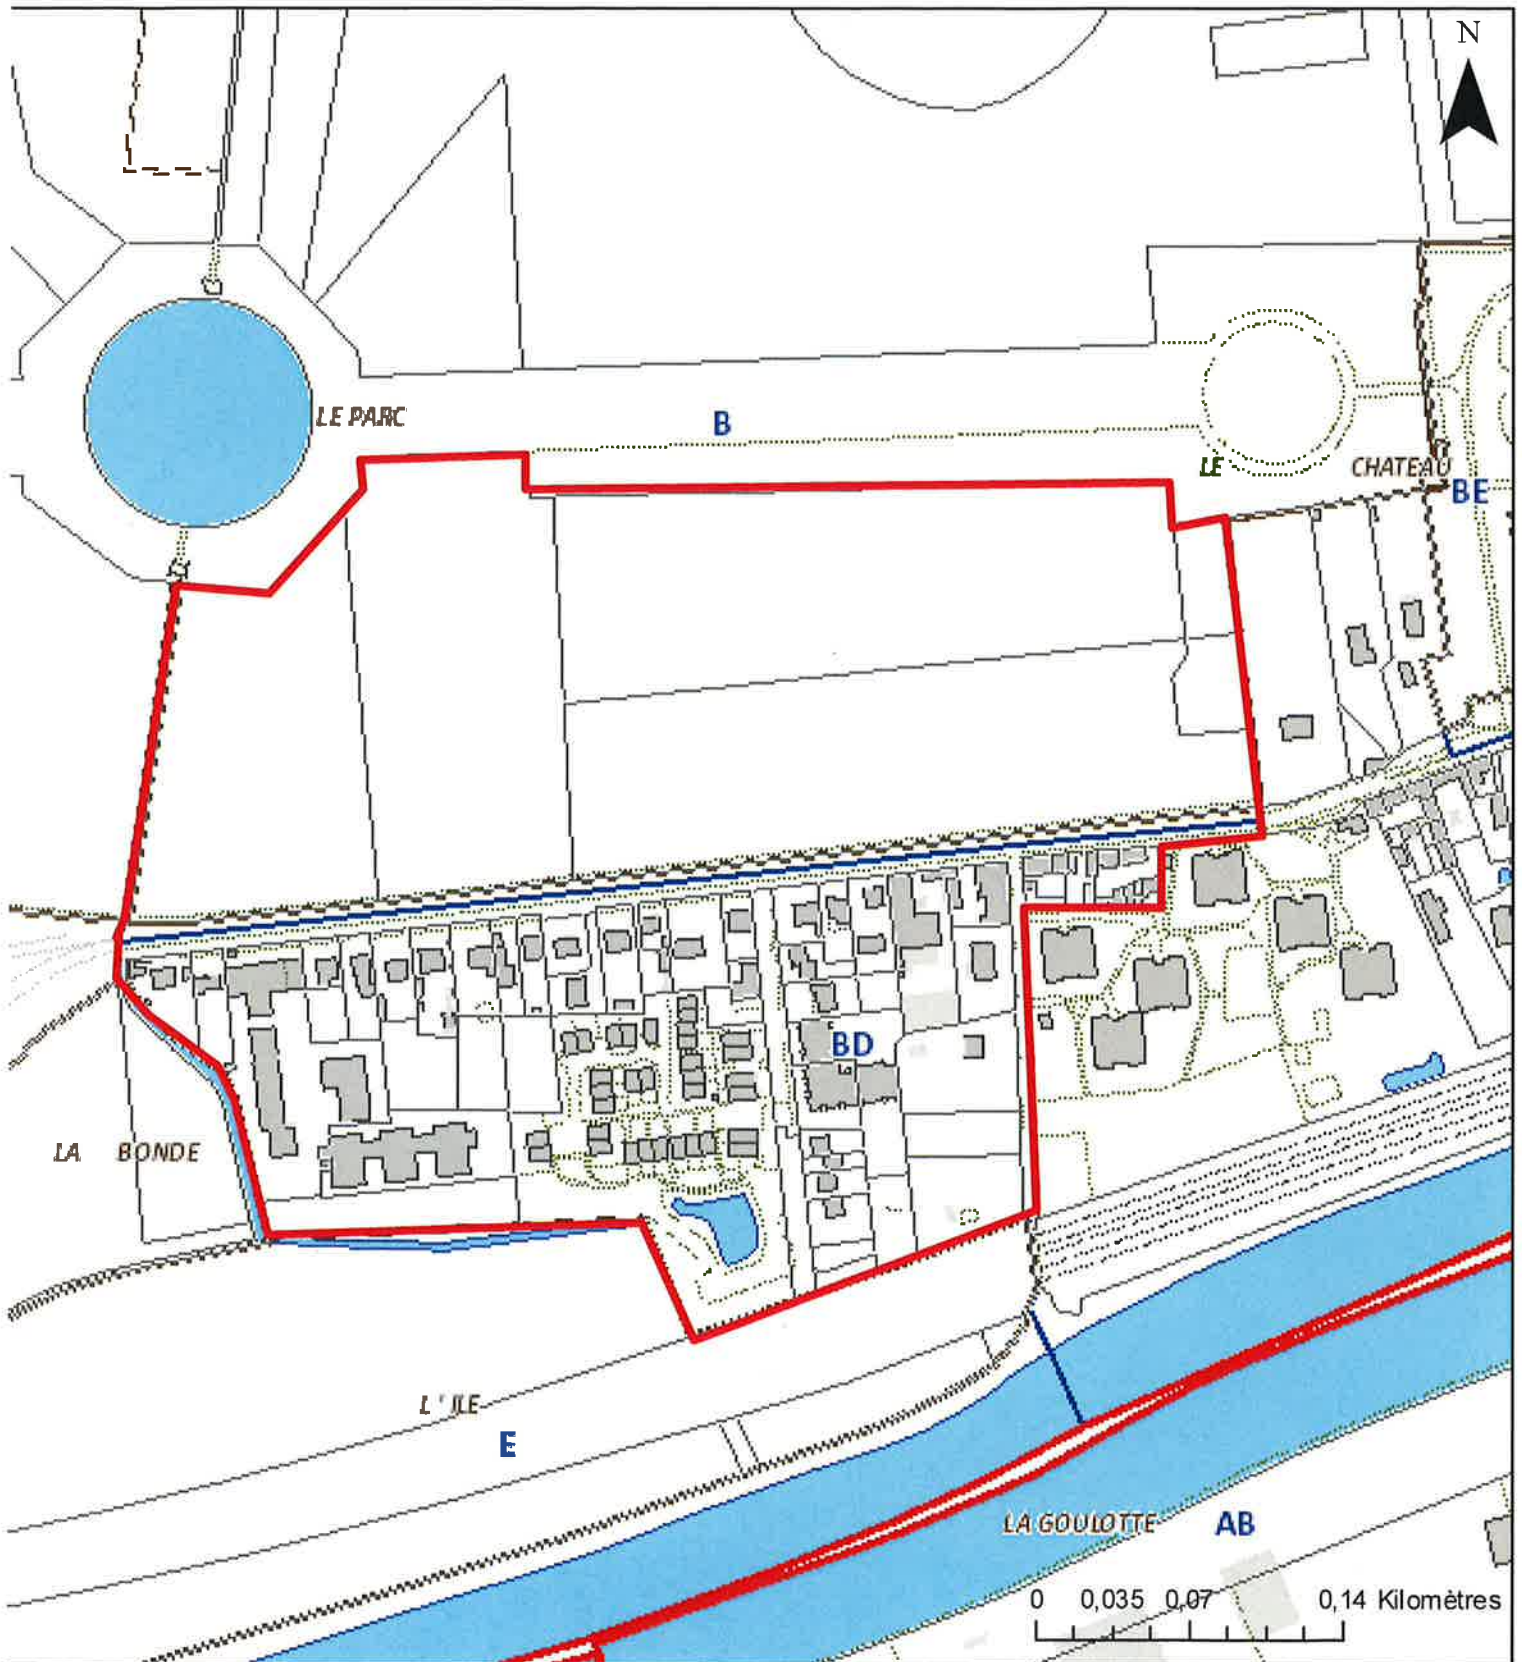 N
LE PARC
B
LE CHATEAU
BE
BD
LA BONDE
L'ILE
E
LA GOULOTTE
AB
0 0,035 0,07 0,14 Kilomètres